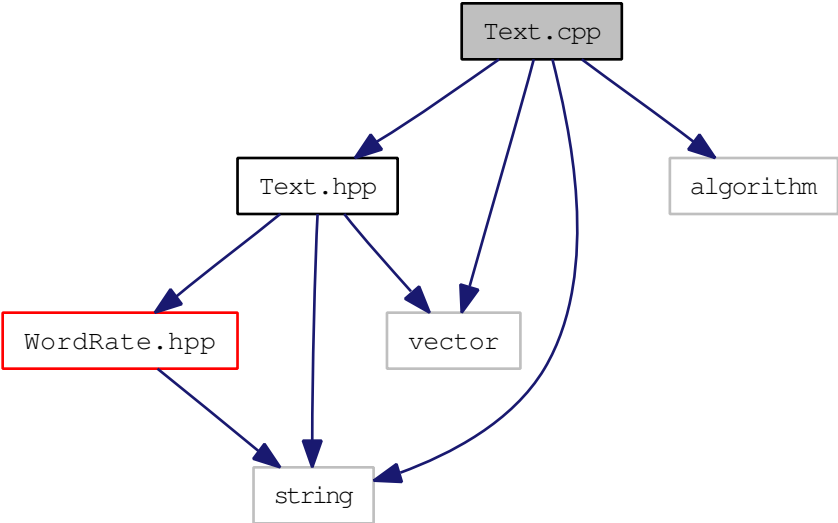 Text.cpp
Text.hpp
algorithm
WordRate.hpp
vector
string